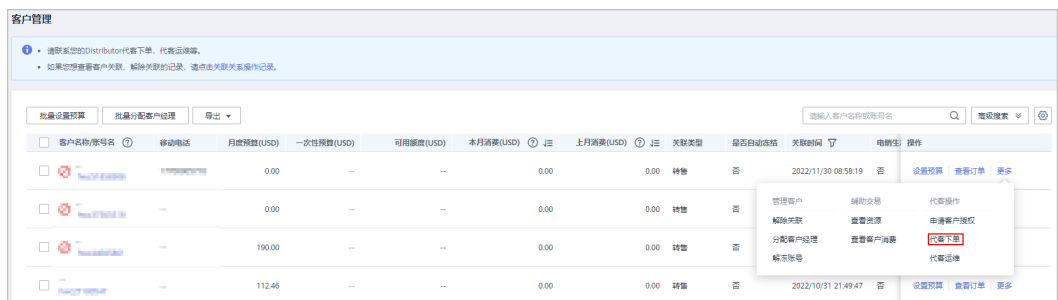 客户管理
• 请联系您的Distributor代客下单、代客运维等。
• 如果您想查看客户关联、解除关联的记录，请点击关联关系操作记录。
批量设置预算 批量分配客户经理 导出 请输入客户名称或账号名 高级搜索
客户名称/账号名 移动电话 月度预算(USD) 一次性预算(USD) 可用额度(USD) 本月消费(USD) 上月消费(USD) 关联类型 是否自动冻结 关联时间 电销生 操作
0.00 -- -- 0.00 0.00 转售 否 2022/11/30 08:58:19 否 设置预算 查看订单 更多
-- 0.00 -- -- 0.00 0.00 转售 否
-- 190.00 -- -- 0.00 0.00 转售 否
-- 112.46 -- -- 0.00 0.00 转售 否 2022/10/31 21:49:47 否 设置预算 查看订单 更多
管理客户 辅助交易 代客操作
解除关联 查看资源 申请客户授权
分配客户经理 查看客户消费 代客下单
解冻账号 代客运维